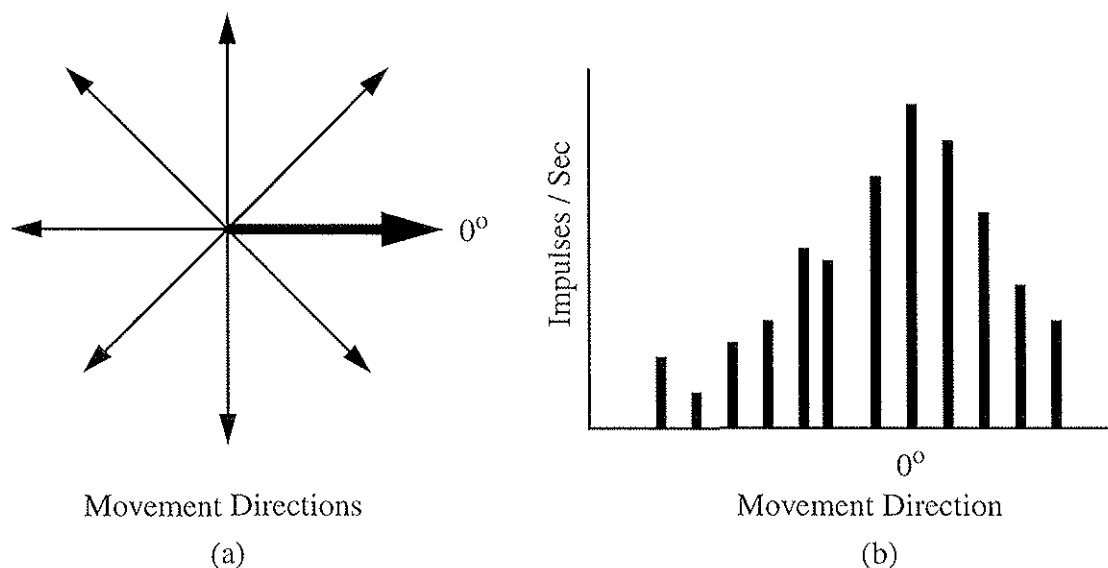 0°
Movement Directions
(a)
Impulses / Sec
0°
Movement Direction
(b)